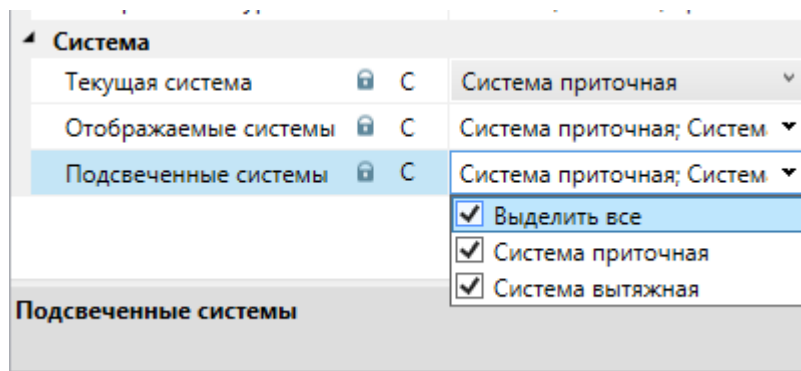 Система
Текущая система С Система приточная
Отображаемые системы С Система приточная; Систем
Подсвеченные системы С Система приточная; Систем
Выделить все
Система приточная
Система вытяжная
Подсвеченные системы